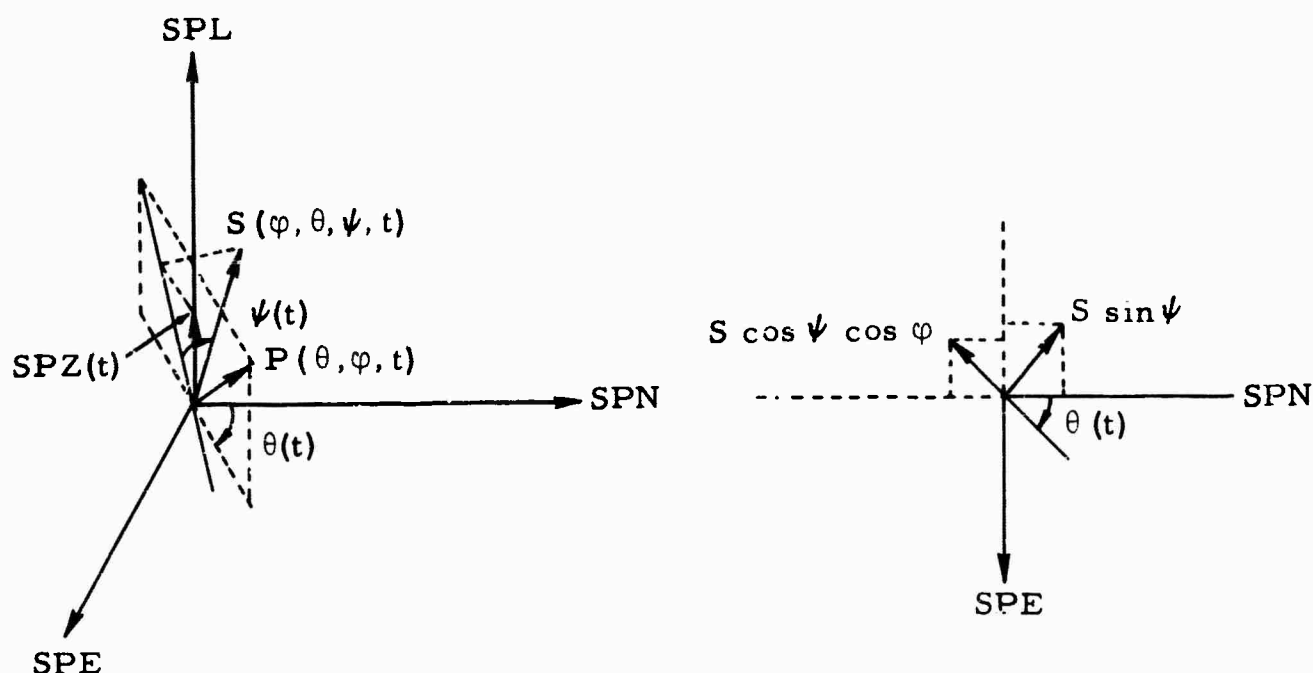 SPL
S (φ, θ, ψ, t)
ψ(t)
SPZ(t)
P (θ, φ, t)
SPN
θ(t)
SPE
S cos ψ cos φ
S sin ψ
SPN
θ (t)
SPE